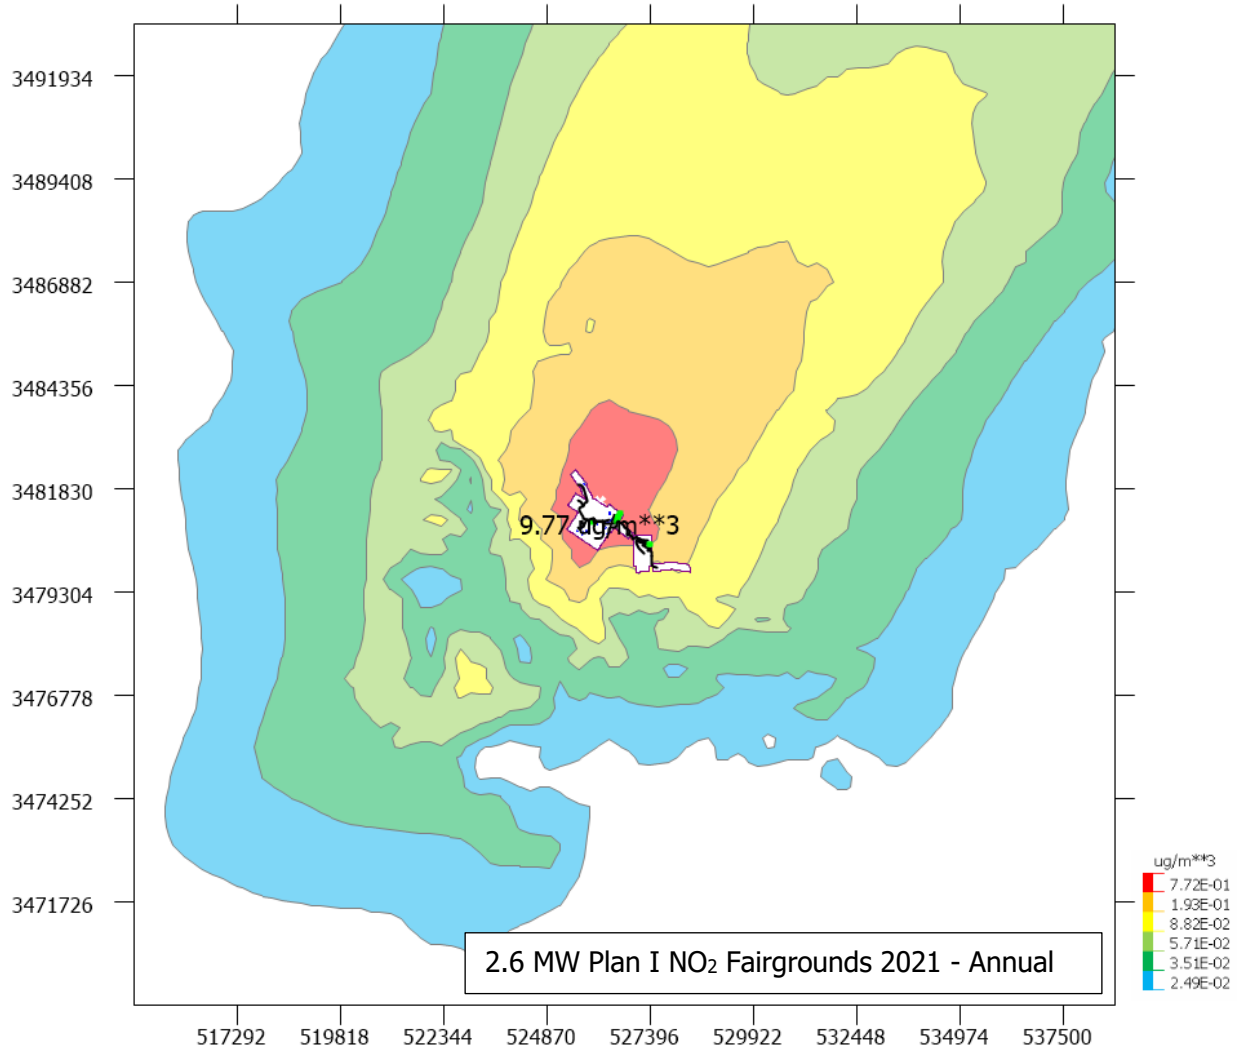 3491934
3489408
3486882
3484356
3481830
9.77 ug/m**3
3479304
3476778
3474252
3471726
ug/m**3
7.72E-01
1.93E-01
8.82E-02
5.71E-02
3.51E-02
2.49E-02
2.6 MW Plan I NO₂ Fairgrounds 2021 - Annual
517292 519818 522344 524870 527396 529922 532448 534974 537500